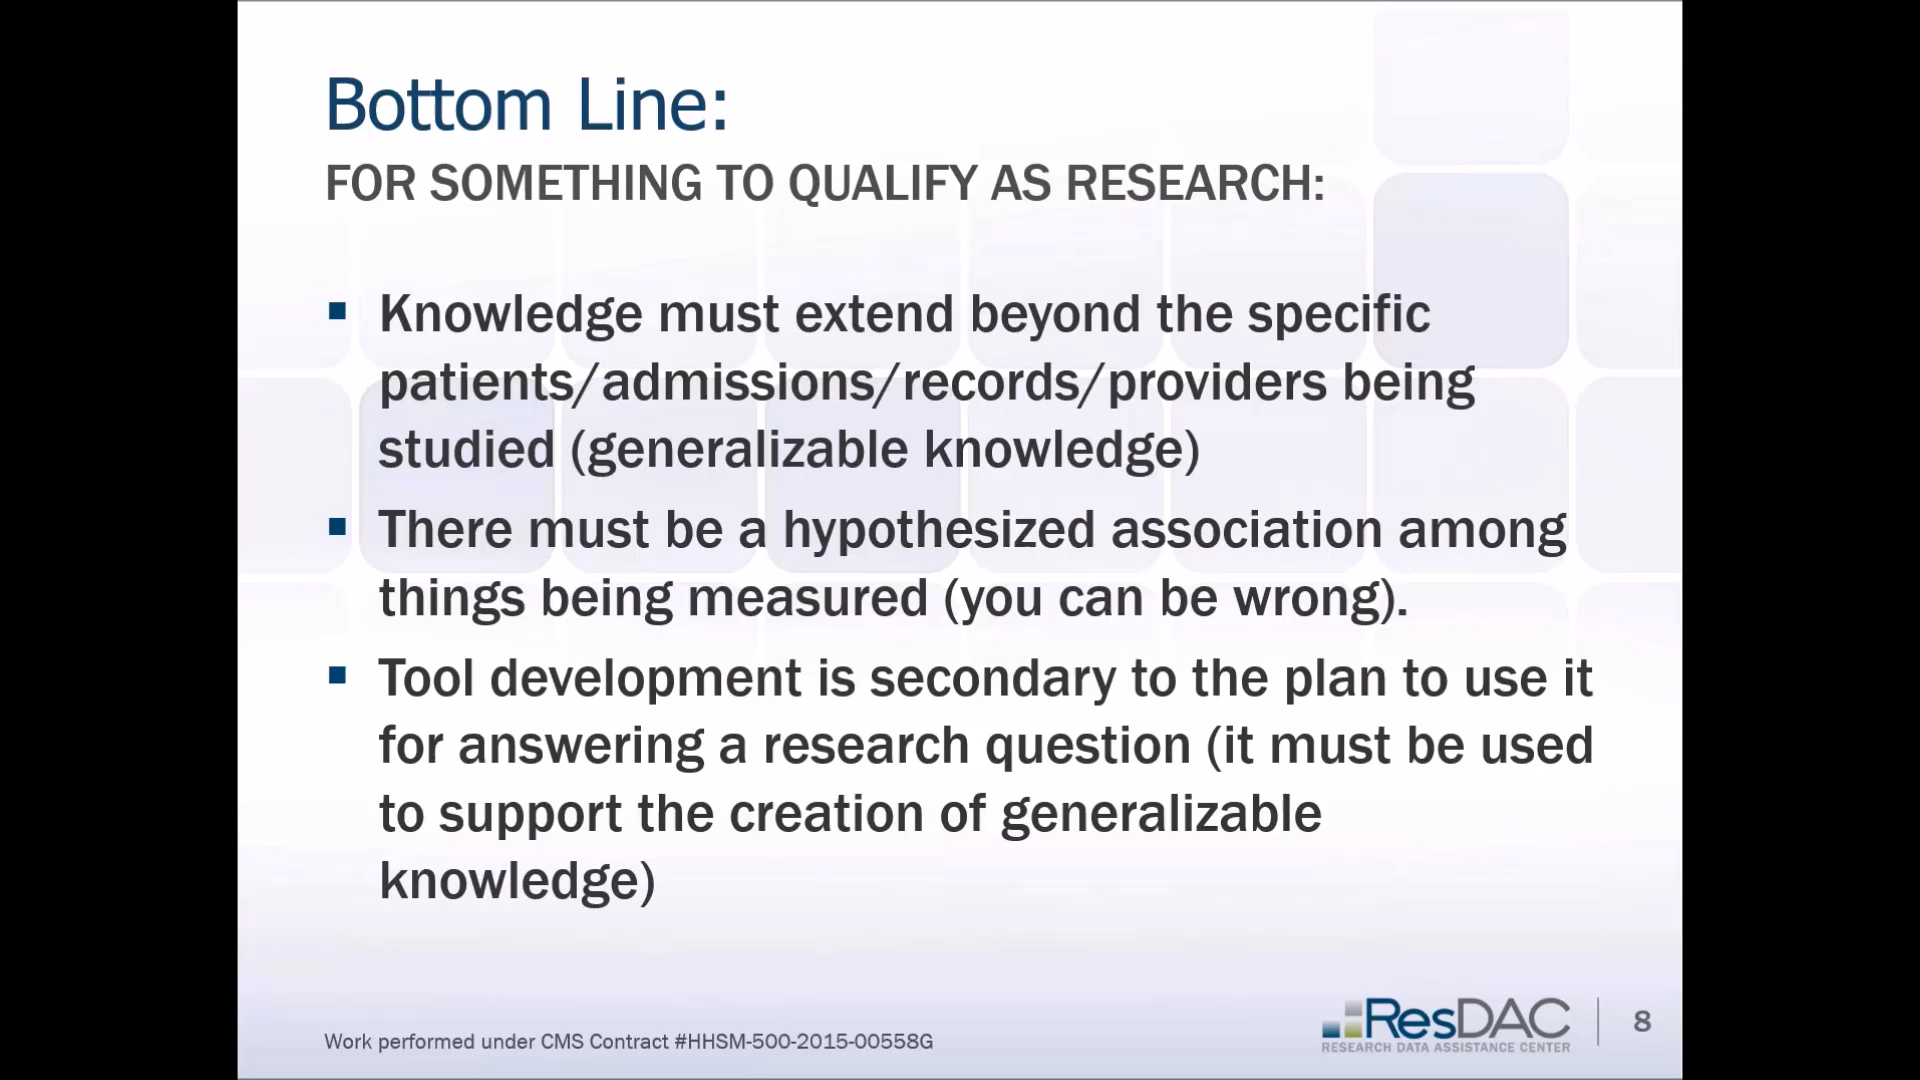 Bottom Line:
FOR SOMETHING TO QUALIFY AS RESEARCH:
▪ Knowledge must extend beyond the specific
patients/admissions/records/providers being
studied (generalizable knowledge)
▪ There must be a hypothesized association among
things being measured (you can be wrong).
▪ Tool development is secondary to the plan to use it
for answering a research question (it must be used
to support the creation of generalizable
knowledge)
Work performed under CMS Contract #HHSM-500-2015-00558G
ResDAC
RESEARCH DATA ASSISTANCE CENTER
8